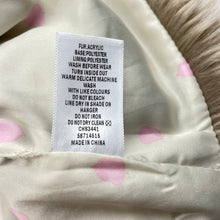 FUR,ACRYLIC
BASE,POLYESTER
LINING,POLYESTER
WASH BEFORE WEAR
TURN INSIDE OUT
WARM DELICATE MACHINE
WASH
WITH LIKE COLOURS
DO NOT BLEACH
LINE DRY IN SHADE
ON HANGER
DO NOT IRON
DO NOT DRY CLEAN
CH83441
58714615
MADE IN CHINA